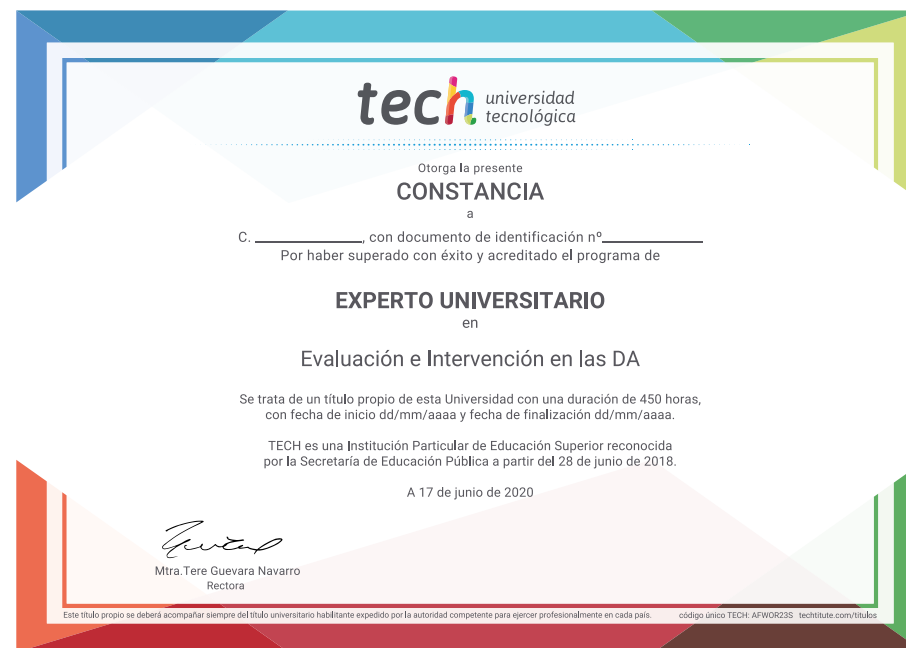 tech universidad
tecnológica
Otorga la presente
CONSTANCIA
a
C. ____________, con documento de identificación nº____________
Por haber superado con éxito y acreditado el programa de
EXPERTO UNIVERSITARIO
en
Evaluación e Intervención en las DA
Se trata de un título propio de esta Universidad con una duración de 450 horas,
con fecha de inicio dd/mm/aaaa y fecha de finalización dd/mm/aaaa.
TECH es una Institución Particular de Educación Superior reconocida
por la Secretaría de Educación Pública a partir del 28 de junio de 2018.
A 17 de junio de 2020
Mtra.Tere Guevara Navarro
Rectora
Este título propio se deberá acompañar siempre del título universitario habilitante expedido por la autoridad competente para ejercer profesionalmente en cada país. código único TECH: AFWOR23S techtitute.com/titulos